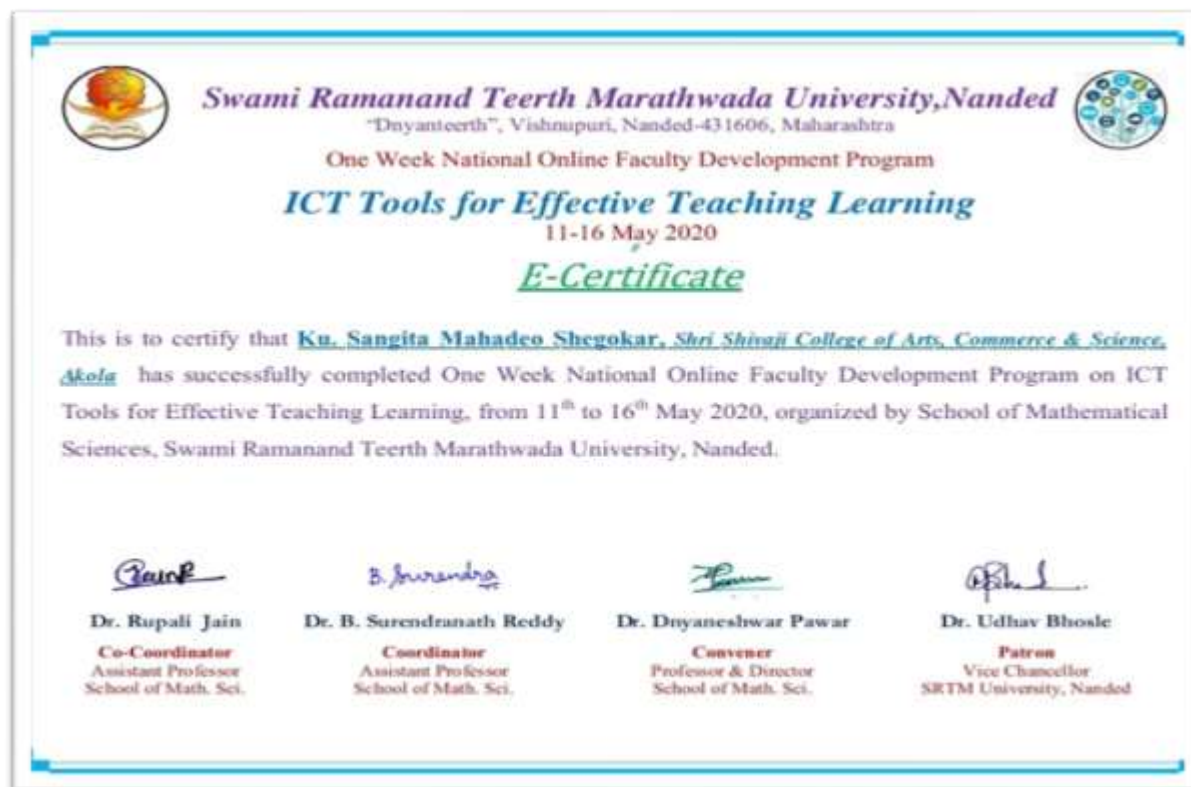 Swami Ramanand Teerth Marathwada University,Nanded
"Dnyanteerth", Vishnupuri, Nanded-431606, Maharashtra
One Week National Online Faculty Development Program
ICT Tools for Effective Teaching Learning
11-16 May 2020
E-Certificate
This is to certify that Ku. Sangita Mahadeo Shegokar, Shri Shivaji College of Arts, Commerce & Science,
Akola has successfully completed One Week National Online Faculty Development Program on ICT
Tools for Effective Teaching Learning, from 11th to 16th May 2020, organized by School of Mathematical
Sciences, Swami Ramanand Teerth Marathwada University, Nanded.
B. Surendra
Dr. Rupali Jain Dr. B. Surendranath Reddy Dr. Dnyaneshwar Pawar Dr. Udhav Bhosle
Co-Coordinator Coordinator Convener Patron
Assistant Professor Assistant Professor Professor & Director Vice Chancellor
School of Math. Sci. School of Math. Sci. School of Math. Sci. SRTM University, Nanded